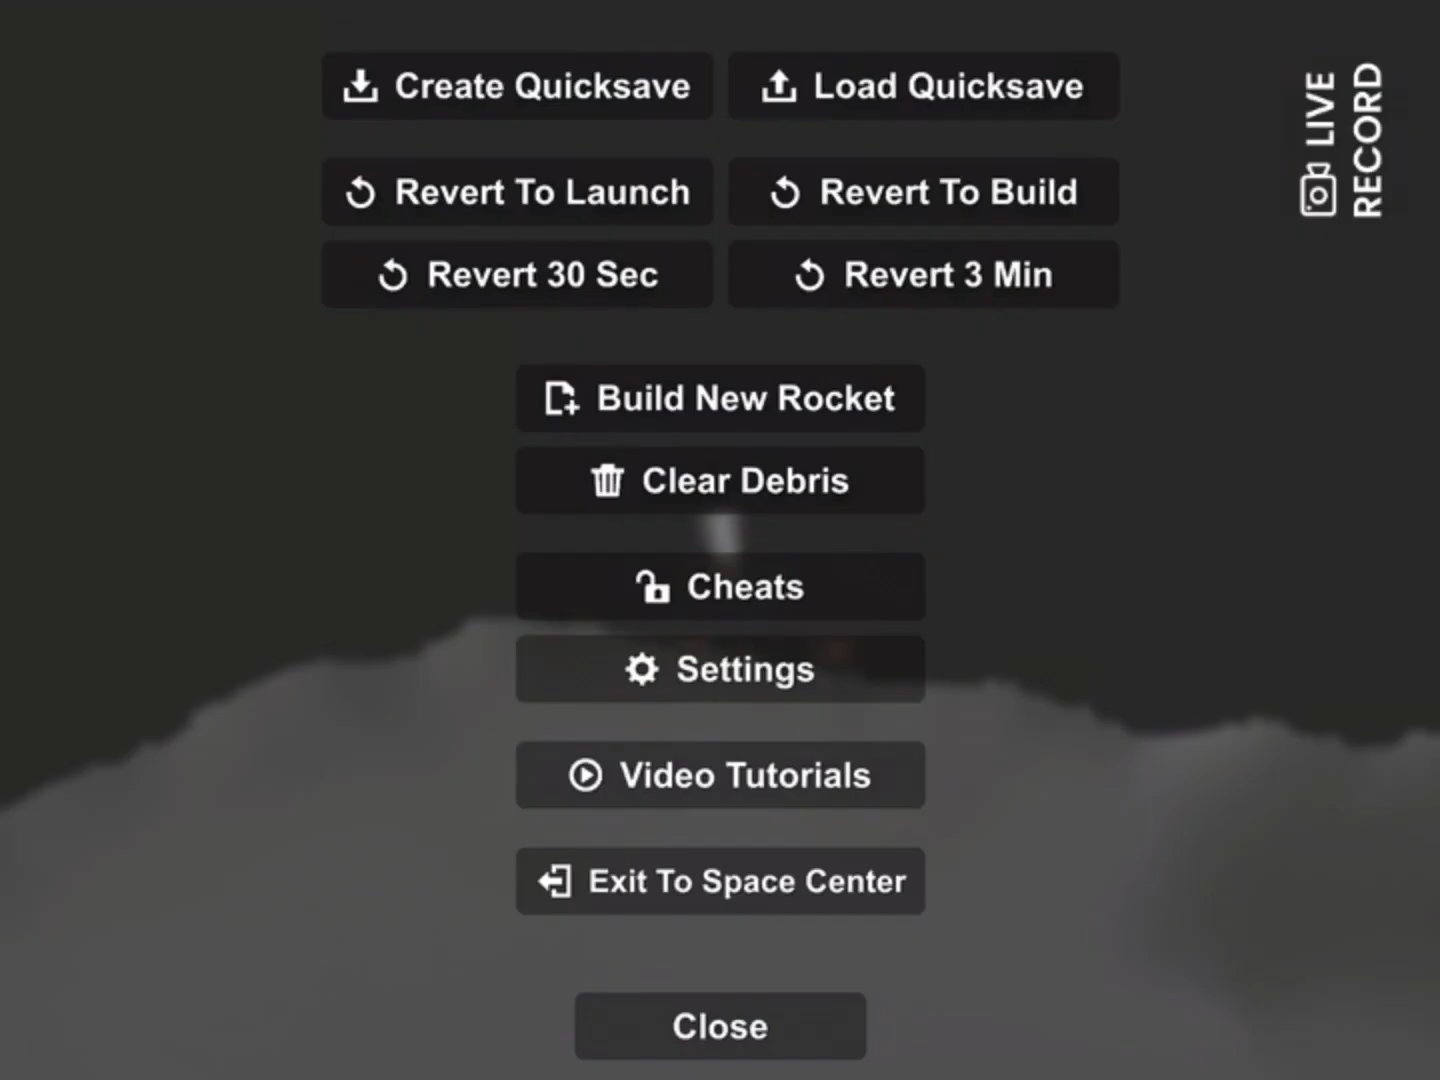 Create Quicksave
Load Quicksave
Revert To Launch
Revert To Build
Revert 30 Sec
Revert 3 Min
Build New Rocket
Clear Debris
Cheats
Settings
Video Tutorials
Exit To Space Center
Close
LIVE
RECORD